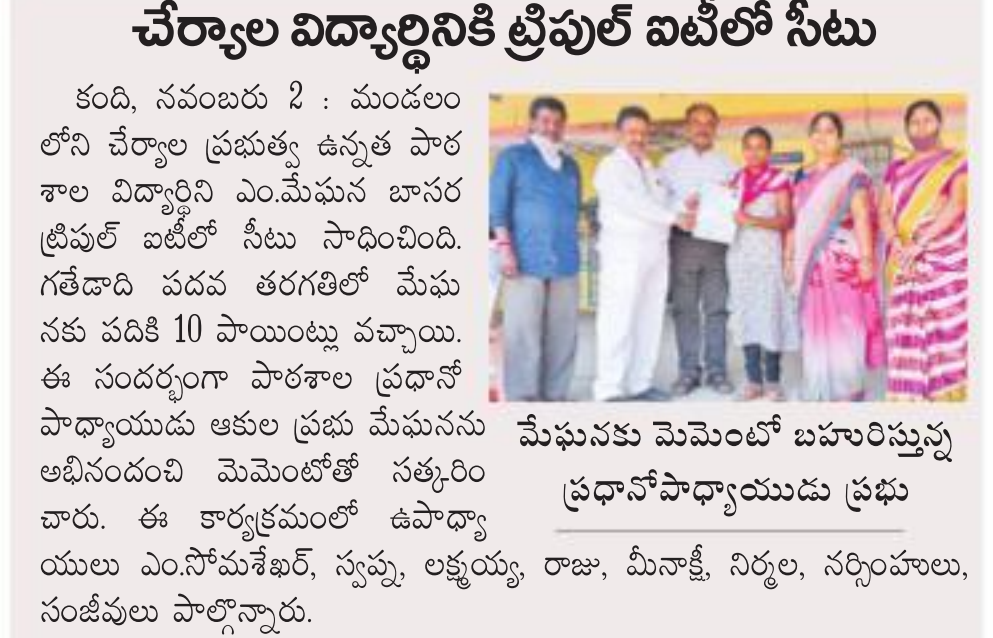 చేర్యాల విద్యార్థినికి ట్రిపుల్ ఐటీలో సీటు
కంది, నవంబరు 2 : మండలం
లోని చేర్యాల ప్రభుత్వ ఉన్నత పాఠ
శాల విద్యార్థిని ఎం.మేఘన బాసర
ట్రిపుల్ ఐటీలో సీటు సాధించింది.
గతేడాది పదవ తరగతిలో మేఘ
నకు పదికి 10 పాయింట్లు వచ్చాయి.
ఈ సందర్భంగా పాఠశాల ప్రధానో
పాధ్యాయుడు ఆకుల ప్రభు మేఘనను
అభినందంచి మెమెంటోతో సత్కరిం
చారు. ఈ కార్యక్రమంలో ఉపాధ్యా
యులు ఎం.సోమశేఖర్, స్వప్న, లక్ష్మయ్య, రాజు, మీనాక్షీ, నిర్మల, నర్సింహులు,
సంజీవులు పాల్గొన్నారు.
మేఘనకు మెమెంటో బహురిస్తున్న
ప్రధానోపాధ్యాయుడు ప్రభు